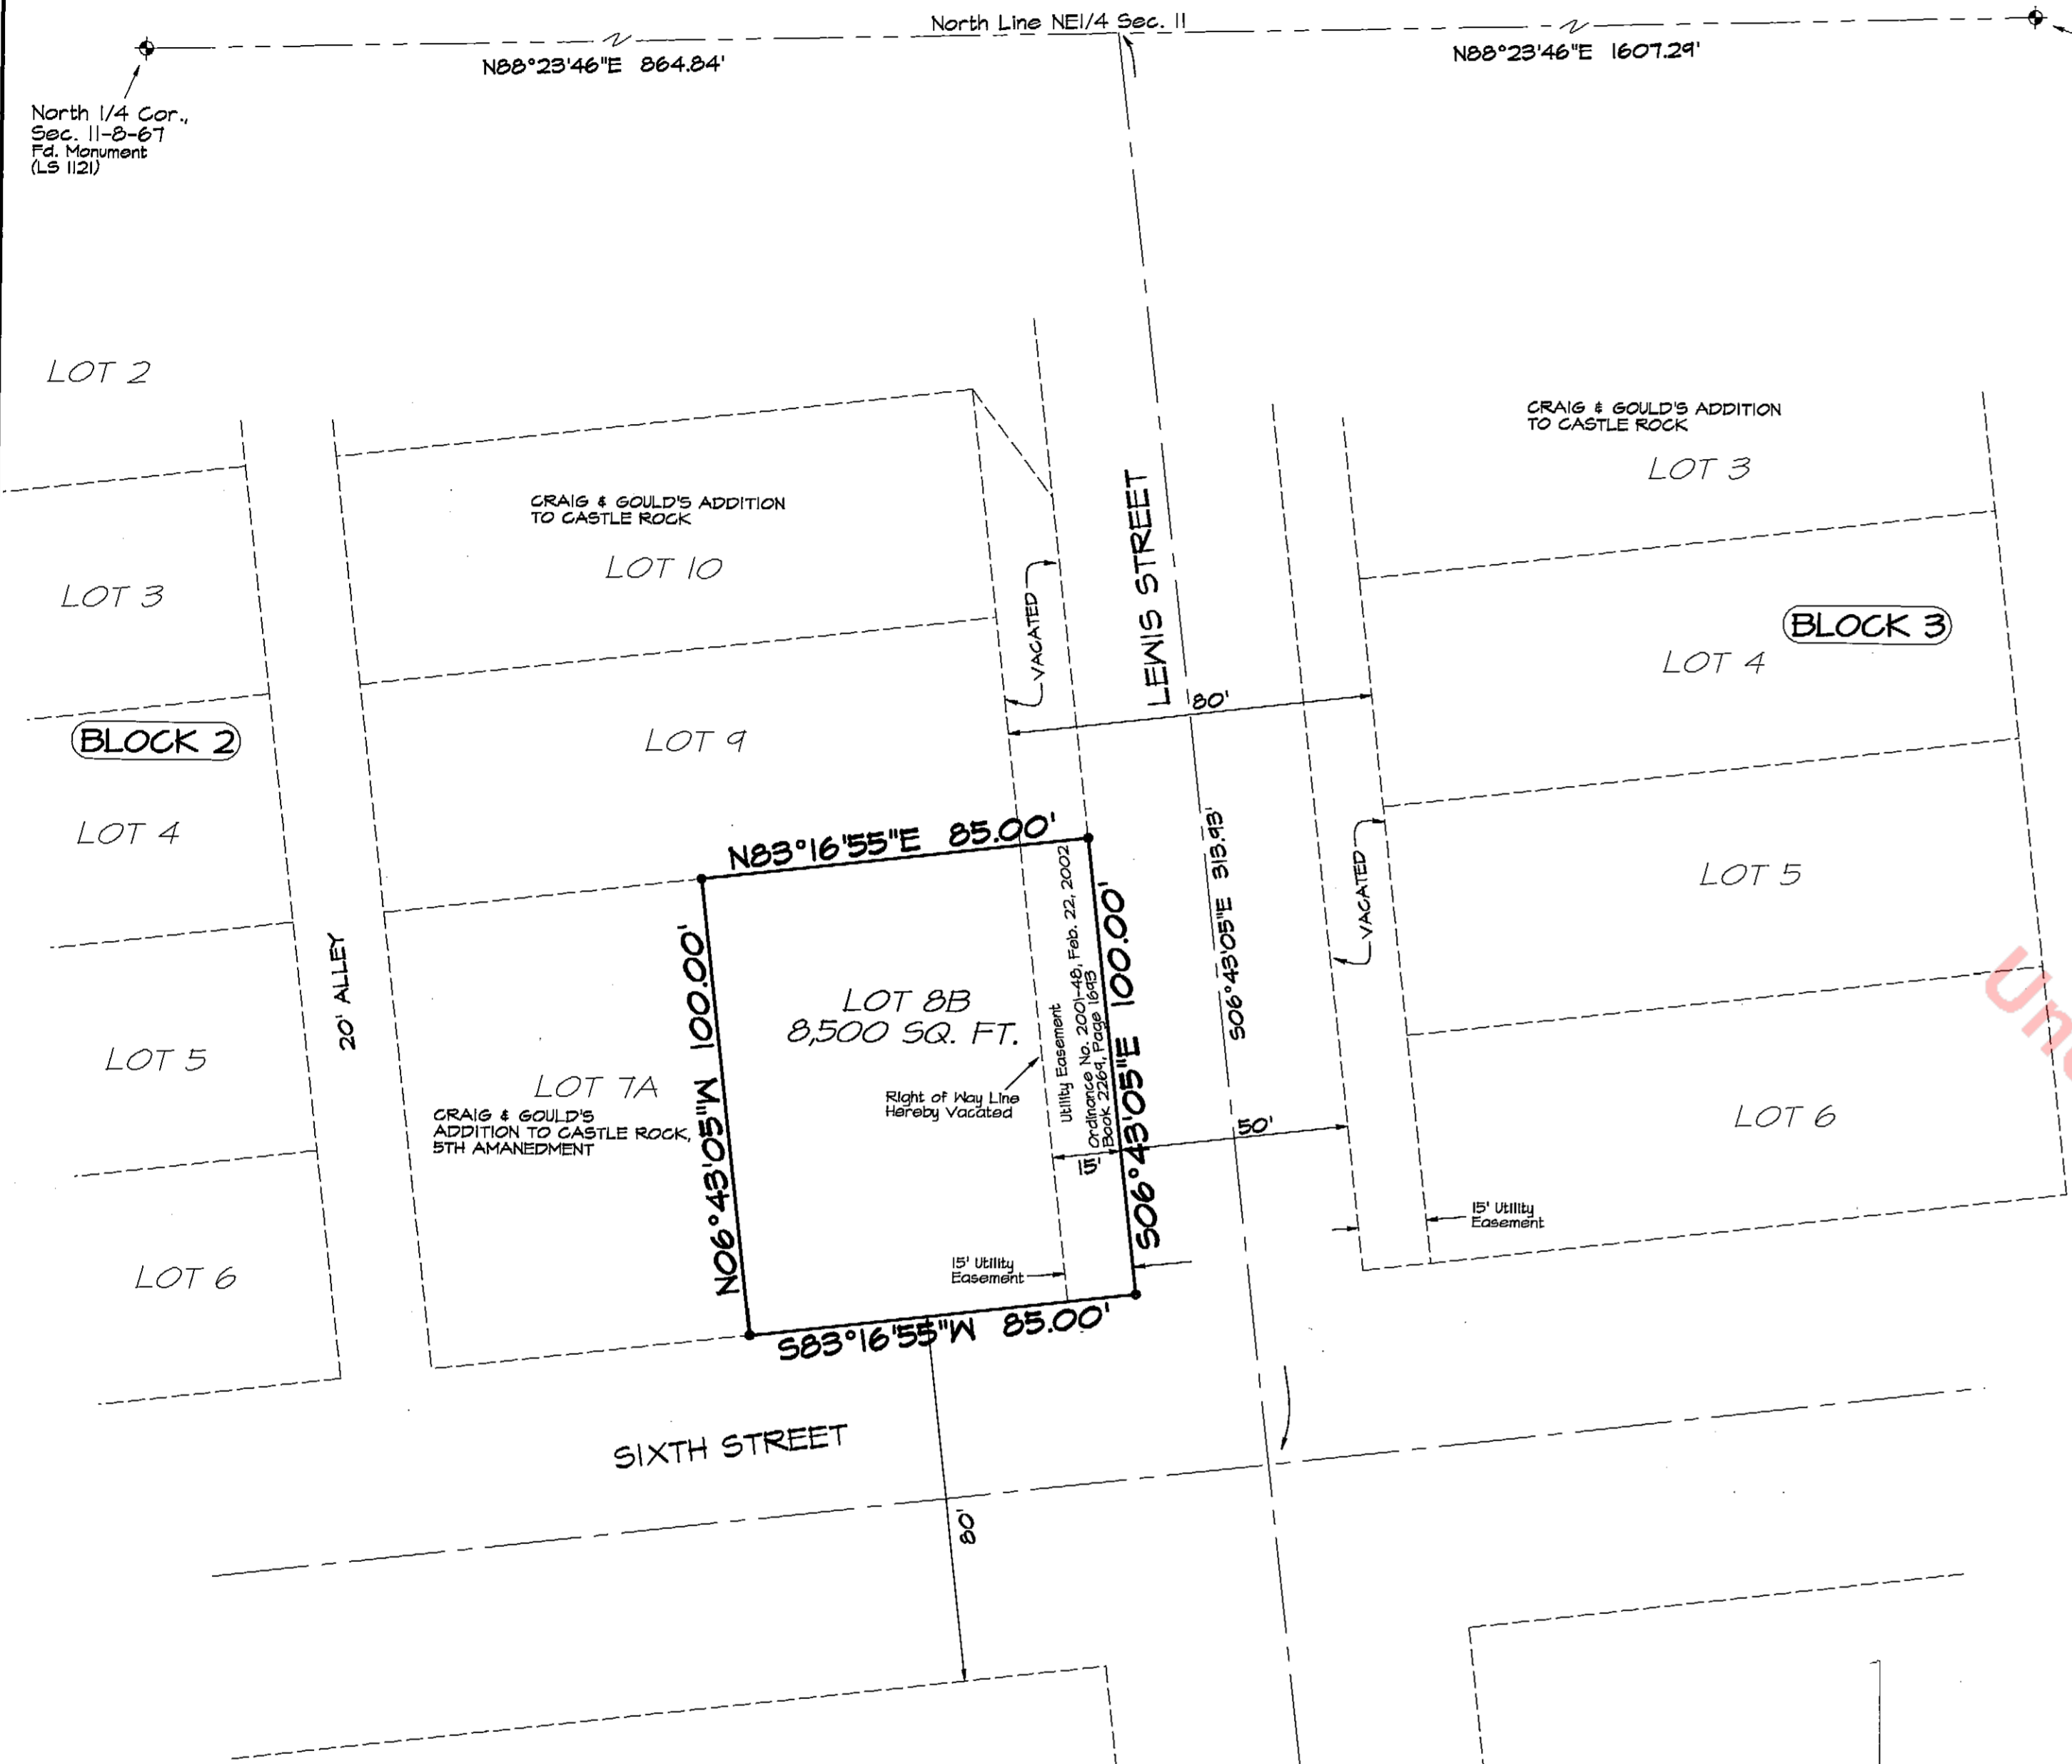 North Line NE1/4 Sec. 11
N88°23'46"E 864.84'
N88°23'46"E 1607.29'
North 1/4 Cor.,
Sec. 11-8-67
Fd. Monument
(LS 1121)
LOT 2
CRAIG & GOULD'S ADDITION
TO CASTLE ROCK
LOT 3
CRAIG & GOULD'S ADDITION
TO CASTLE ROCK
LOT 10
LOT 3
LEWIS STREET
VACATED
BLOCK 3
LOT 4
80'
BLOCK 2
LOT 9
LOT 4
N83°16'55"E 85.00'
S06°43'05"E 313.93'
VACATED
LOT 5
20' ALLEY
N06°43'05"W 100.00'
LOT 8B
8,500 SQ. FT.
Utility Easement
Ordinance No. 2001-48, Feb. 22, 2002
Book 2269, Page 1693
S06°43'05"E 100.00'
Un
LOT 5
LOT 7A
CRAIG & GOULD'S
ADDITION TO CASTLE ROCK,
5TH AMANEDMENT
Right of Way Line
Hereby Vacated
15'
50'
LOT 6
15' Utility
Easement
LOT 6
15' Utility
Easement
S83°16'55"W 85.00'
SIXTH STREET
80'